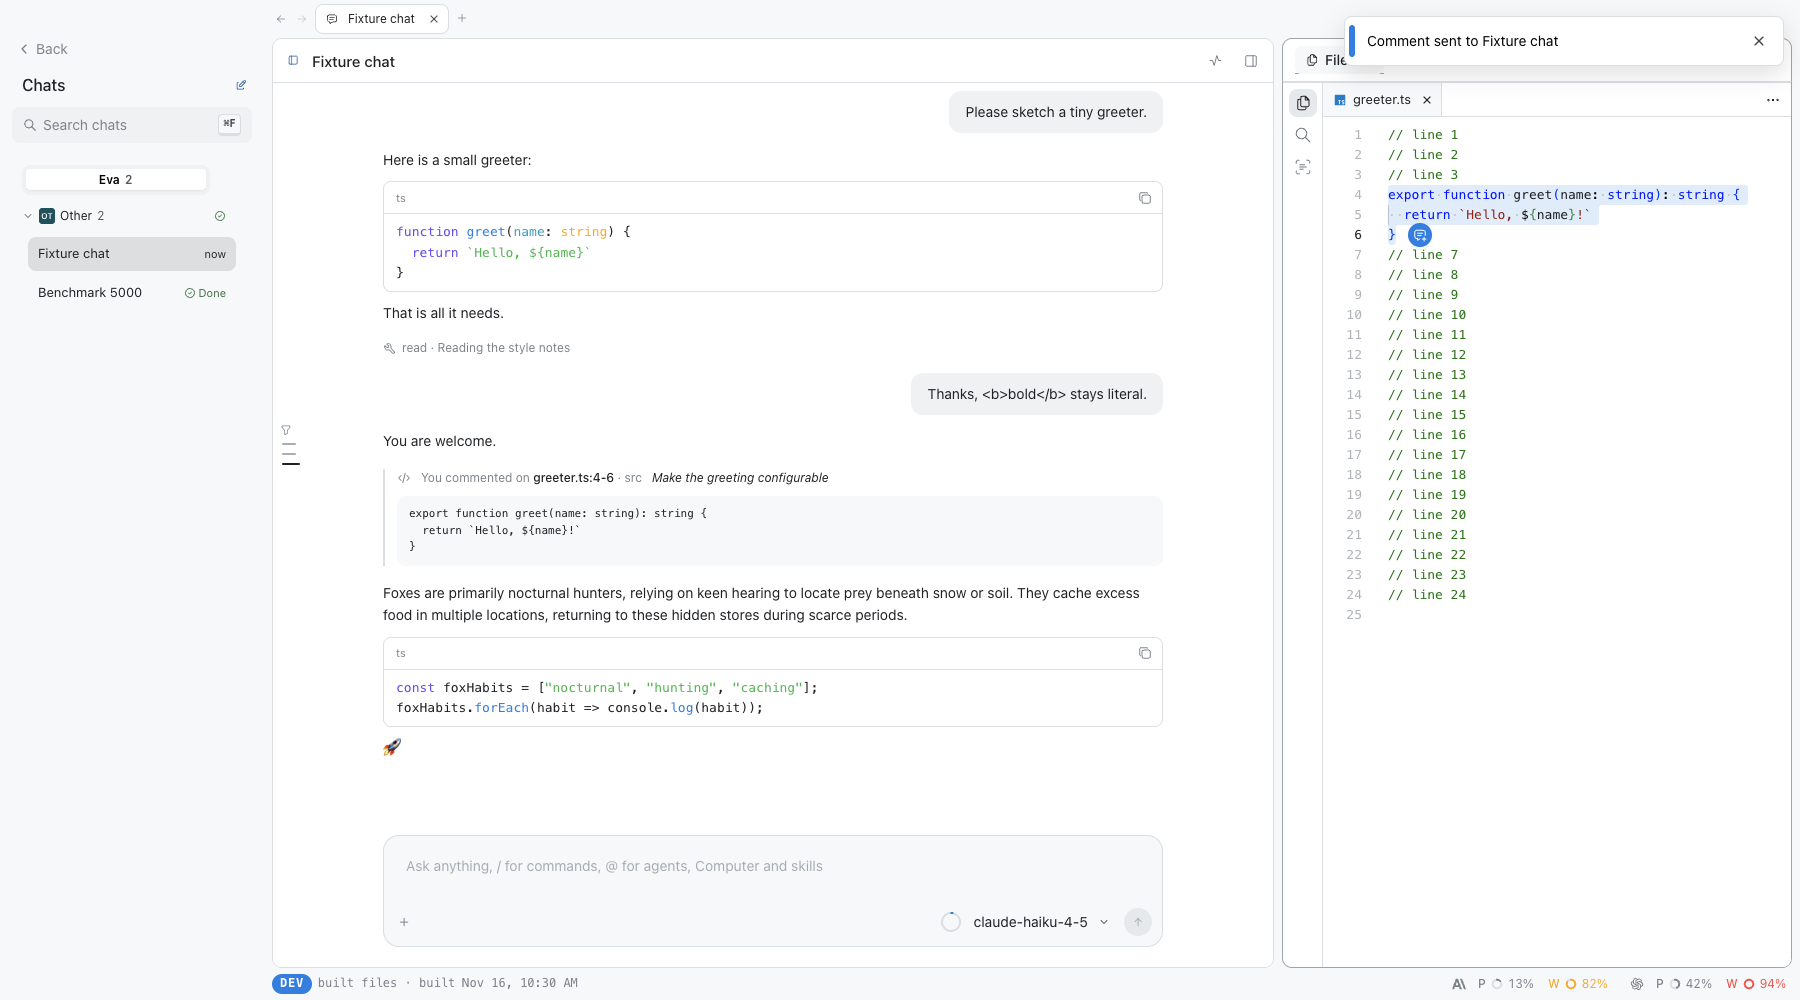 Back
Chats
Search chats
⌘F
Eva 2
OT Other 2
Fixture chat now
Benchmark 5000 Done
Fixture chat
Fixture chat
Please sketch a tiny greeter.
Here is a small greeter:
ts
function greet(name: string) {
  return `Hello, ${name}`
}
That is all it needs.
read · Reading the style notes
Thanks, <b>bold</b> stays literal.
You are welcome.
You commented on greeter.ts:4-6 · src Make the greeting configurable
export function greet(name: string): string {
  return `Hello, ${name}!`
}
Foxes are primarily nocturnal hunters, relying on keen hearing to locate prey beneath snow or soil. They cache excess
food in multiple locations, returning to these hidden stores during scarce periods.
ts
const foxHabits = ["nocturnal", "hunting", "caching"];
foxHabits.forEach(habit => console.log(habit));
🚀
Ask anything, / for commands, @ for agents, Computer and skills
claude-haiku-4-5
Comment sent to Fixture chat
File
TS greeter.ts
1 // line 1
2 // line 2
3 // line 3
4 export function greet(name: string): string {
5   return `Hello, ${name}!`
6 }
7 // line 7
8 // line 8
9 // line 9
10 // line 10
11 // line 11
12 // line 12
13 // line 13
14 // line 14
15 // line 15
16 // line 16
17 // line 17
18 // line 18
19 // line 19
20 // line 20
21 // line 21
22 // line 22
23 // line 23
24 // line 24
25
DEV built files · built Nov 16, 10:30 AM
P 13% W 82% P 42% W 94%